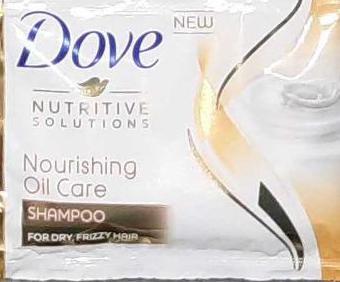 Dove
NEW
NUTRITIVE
SOLUTIONS
Nourishing
Oil Care
SHAMPOO
FOR DRY, FRIZZY HAIR